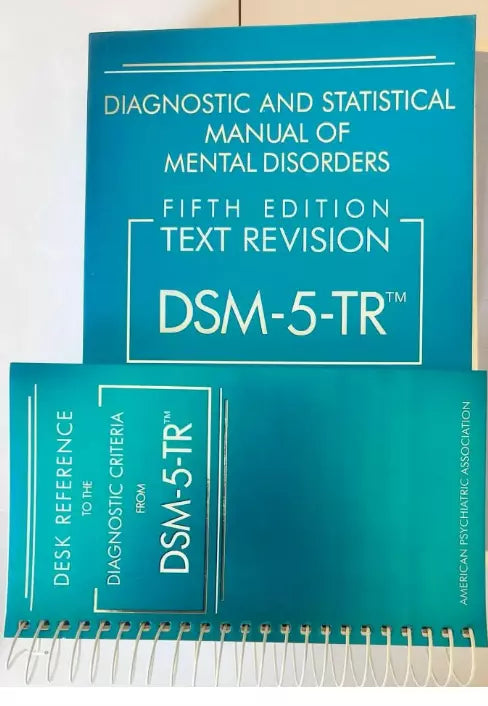 DIAGNOSTIC AND STATISTICAL
MANUAL OF
MENTAL DISORDERS
FIFTH EDITION
TEXT REVISION
DSM-5-TR™
DESK REFERENCE
TO THE
DIAGNOSTIC CRITERIA
FROM
DSM-5-TR™
AMERICAN PSYCHIATRIC ASSOCIATION